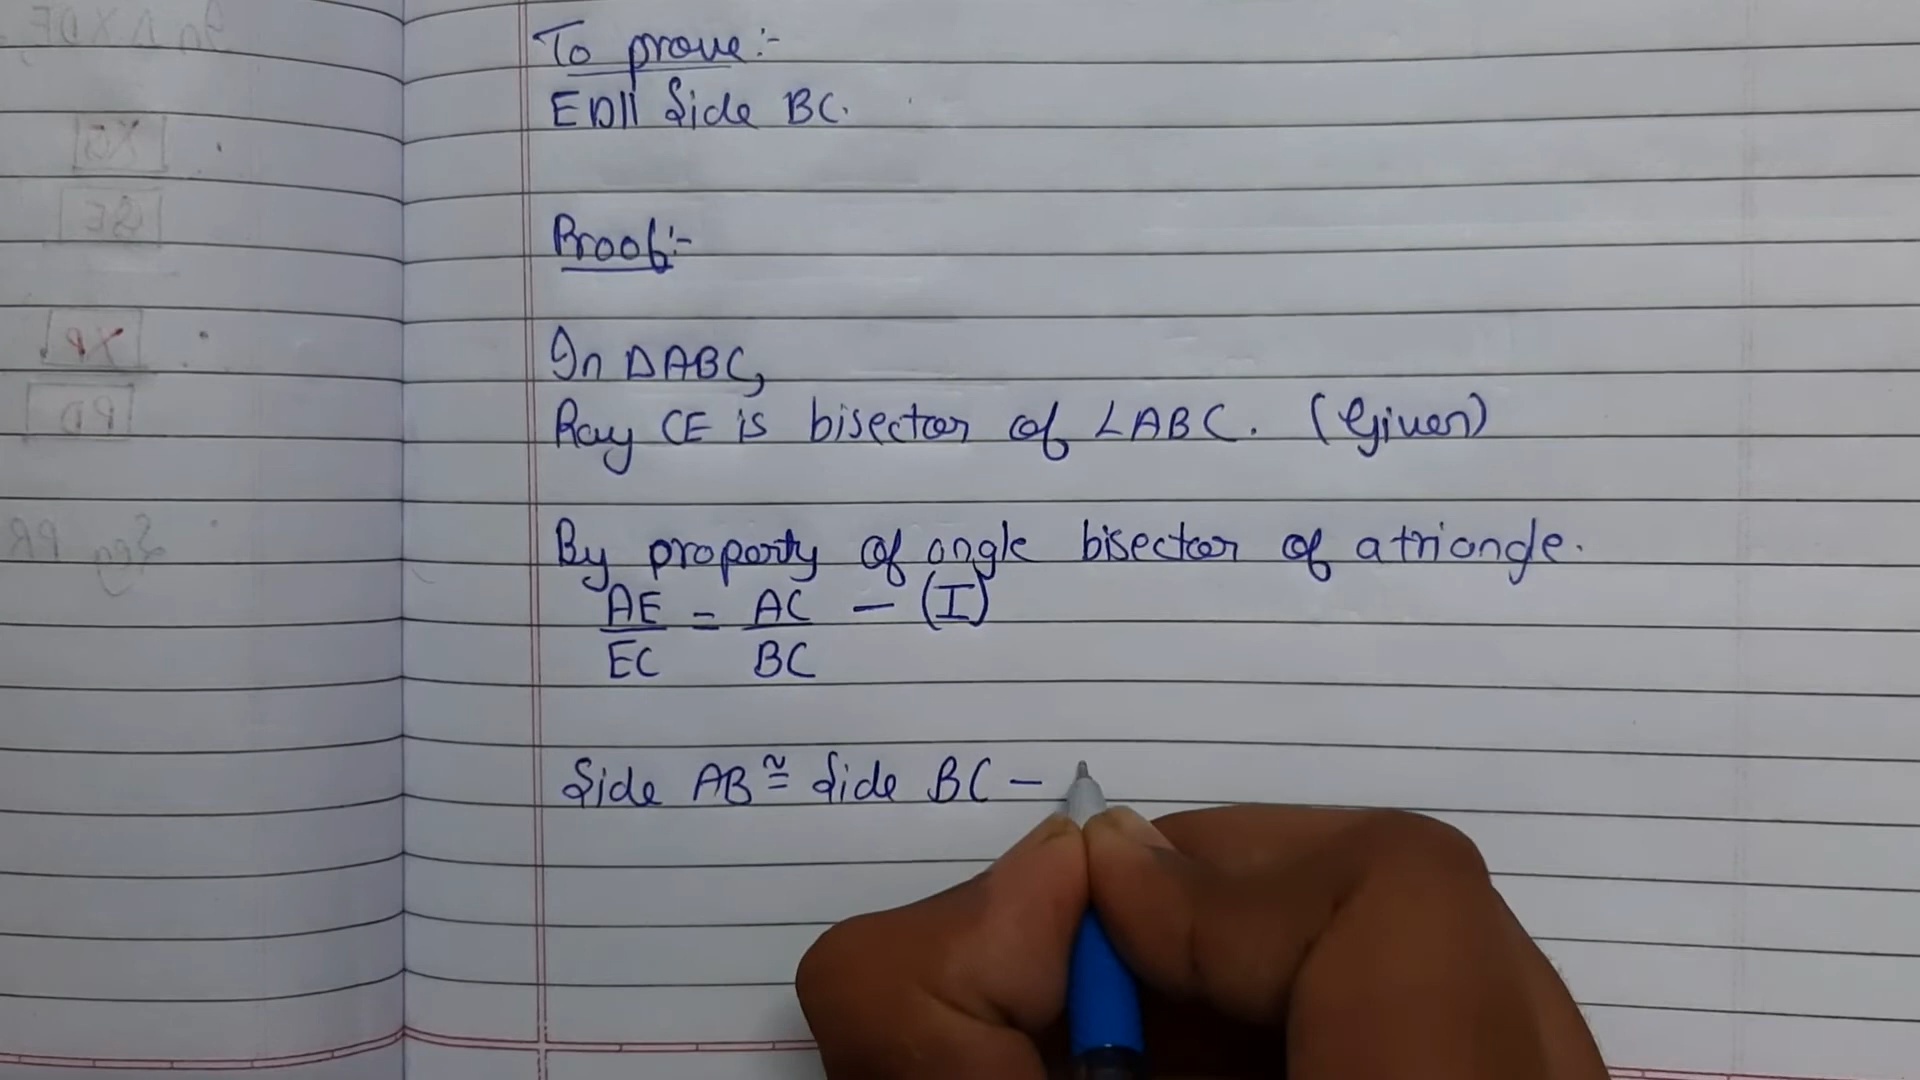 To prove:-
ED|| Side BC.
Proof:-
In ΔABC,
Ray CE is bisector of ∠ABC. (Given)
By property of angle bisector of a triangle.
AE/EC = AC/BC — (I)
Side AB ≅ Side BC —